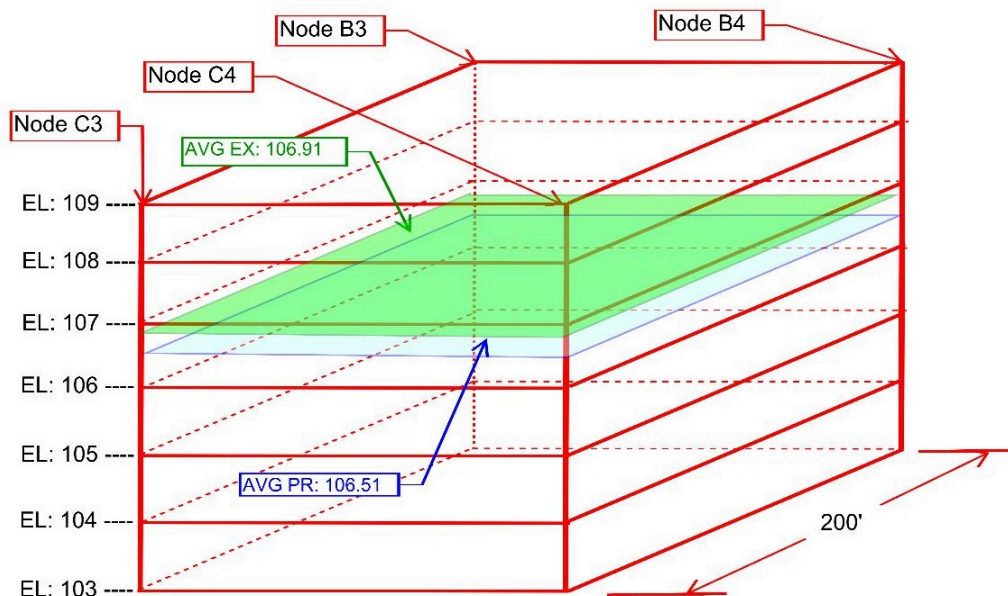 Node B3
Node B4
Node C4
Node C3
AVG EX: 106.91
EL: 109 ----
EL: 108 ----
EL: 107 ----
EL: 106 ----
EL: 105 ----
AVG PR: 106.51
EL: 104 ----
200'
EL: 103 ----